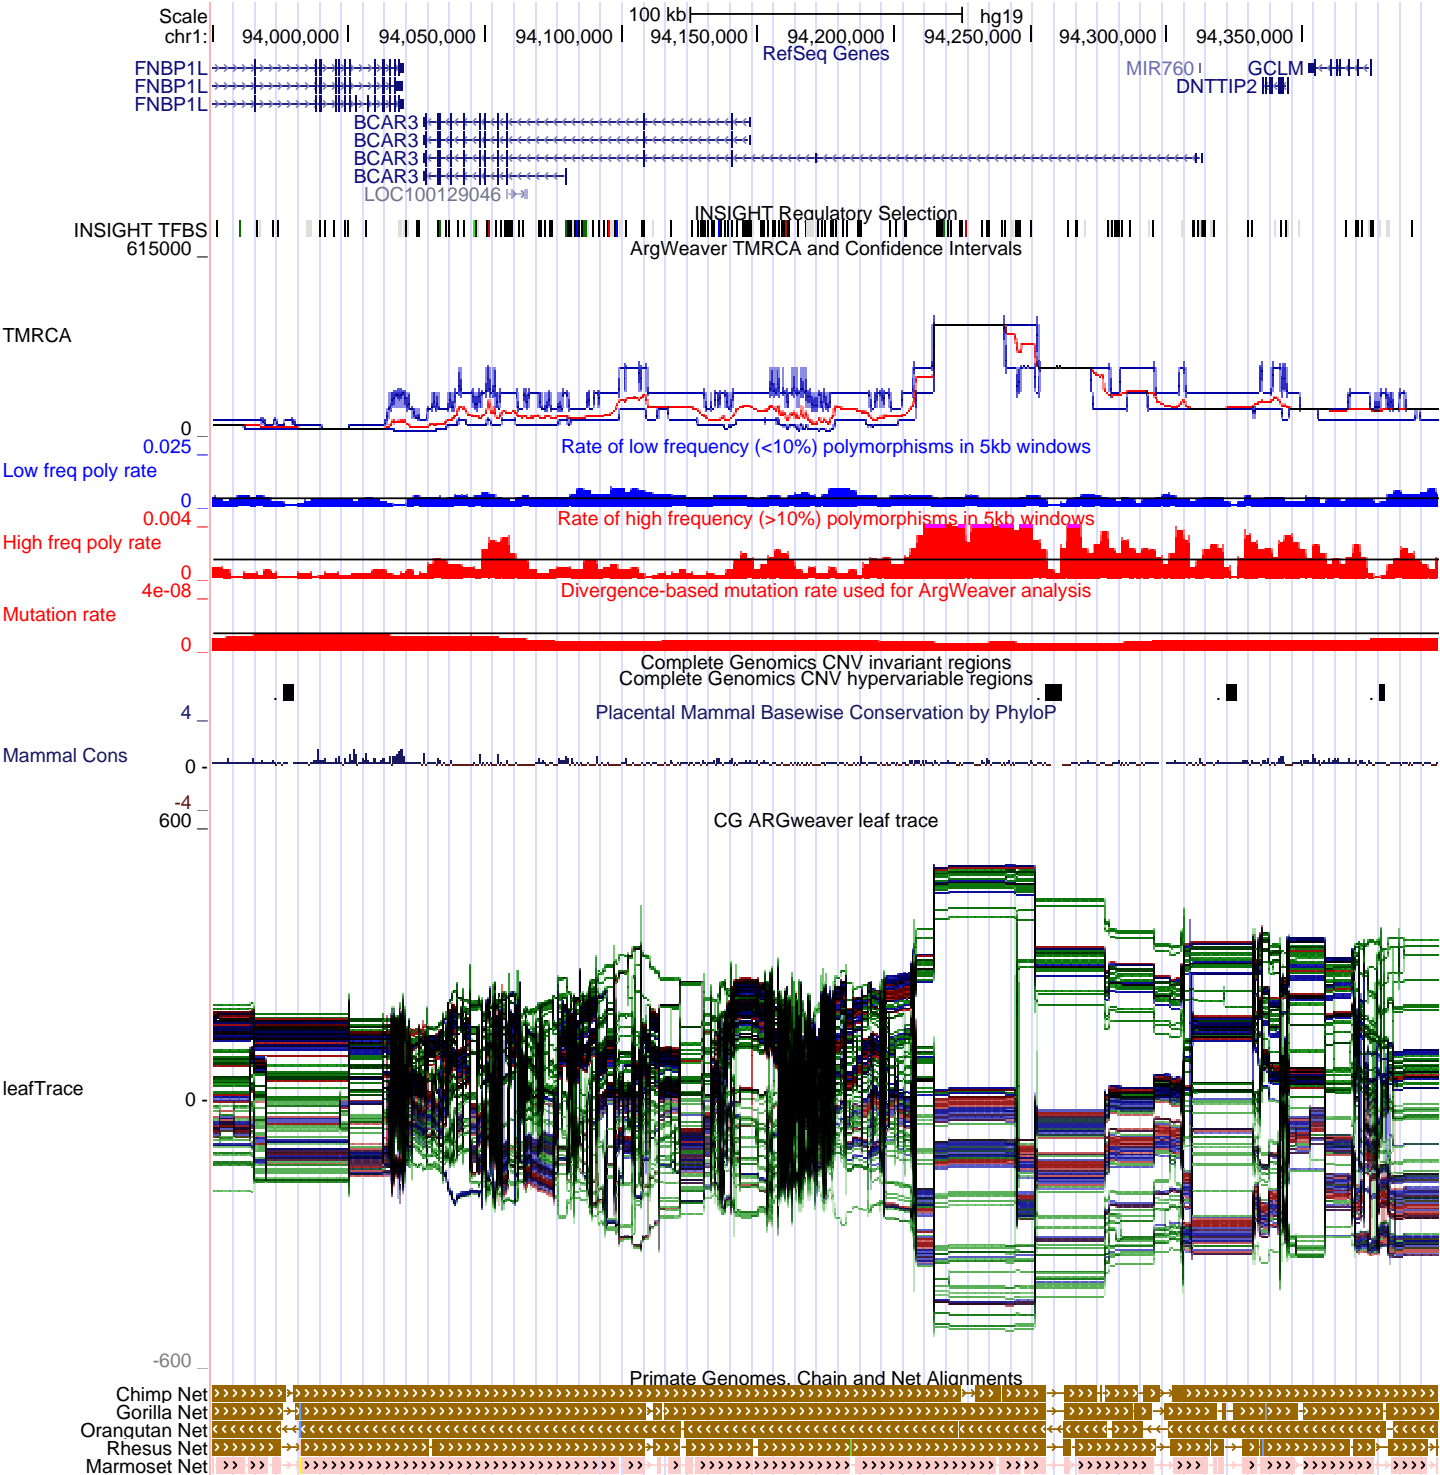 Scale 100 kb hg19
chr1: 94,000,000 94,050,000 94,100,000 94,150,000 94,200,000 94,250,000 94,300,000 94,350,000
RefSeq Genes
FNBP1L MIR760 GCLM
FNBP1L DNTTIP2
FNBP1L
BCAR3
BCAR3
BCAR3
BCAR3
LOC100129046
INSIGHT Regulatory Selection
INSIGHT TFBS
615000 _ ArgWeaver TMRCA and Confidence Intervals
TMRCA
0 _
0.025 _ Rate of low frequency (<10%) polymorphisms in 5kb windows
Low freq poly rate
0 _
0.004 _ Rate of high frequency (>10%) polymorphisms in 5kb windows
High freq poly rate
0 _
4e-08 _ Divergence-based mutation rate used for ArgWeaver analysis
Mutation rate
0 _
Complete Genomics CNV invariant regions
Complete Genomics CNV hypervariable regions
4 _ Placental Mammal Basewise Conservation by PhyloP
Mammal Cons
0 -
-4 _
600 _ CG ARGweaver leaf trace
leafTrace
0 -
-600 _
Primate Genomes, Chain and Net Alignments
Chimp Net
Gorilla Net
Orangutan Net
Rhesus Net
Marmoset Net